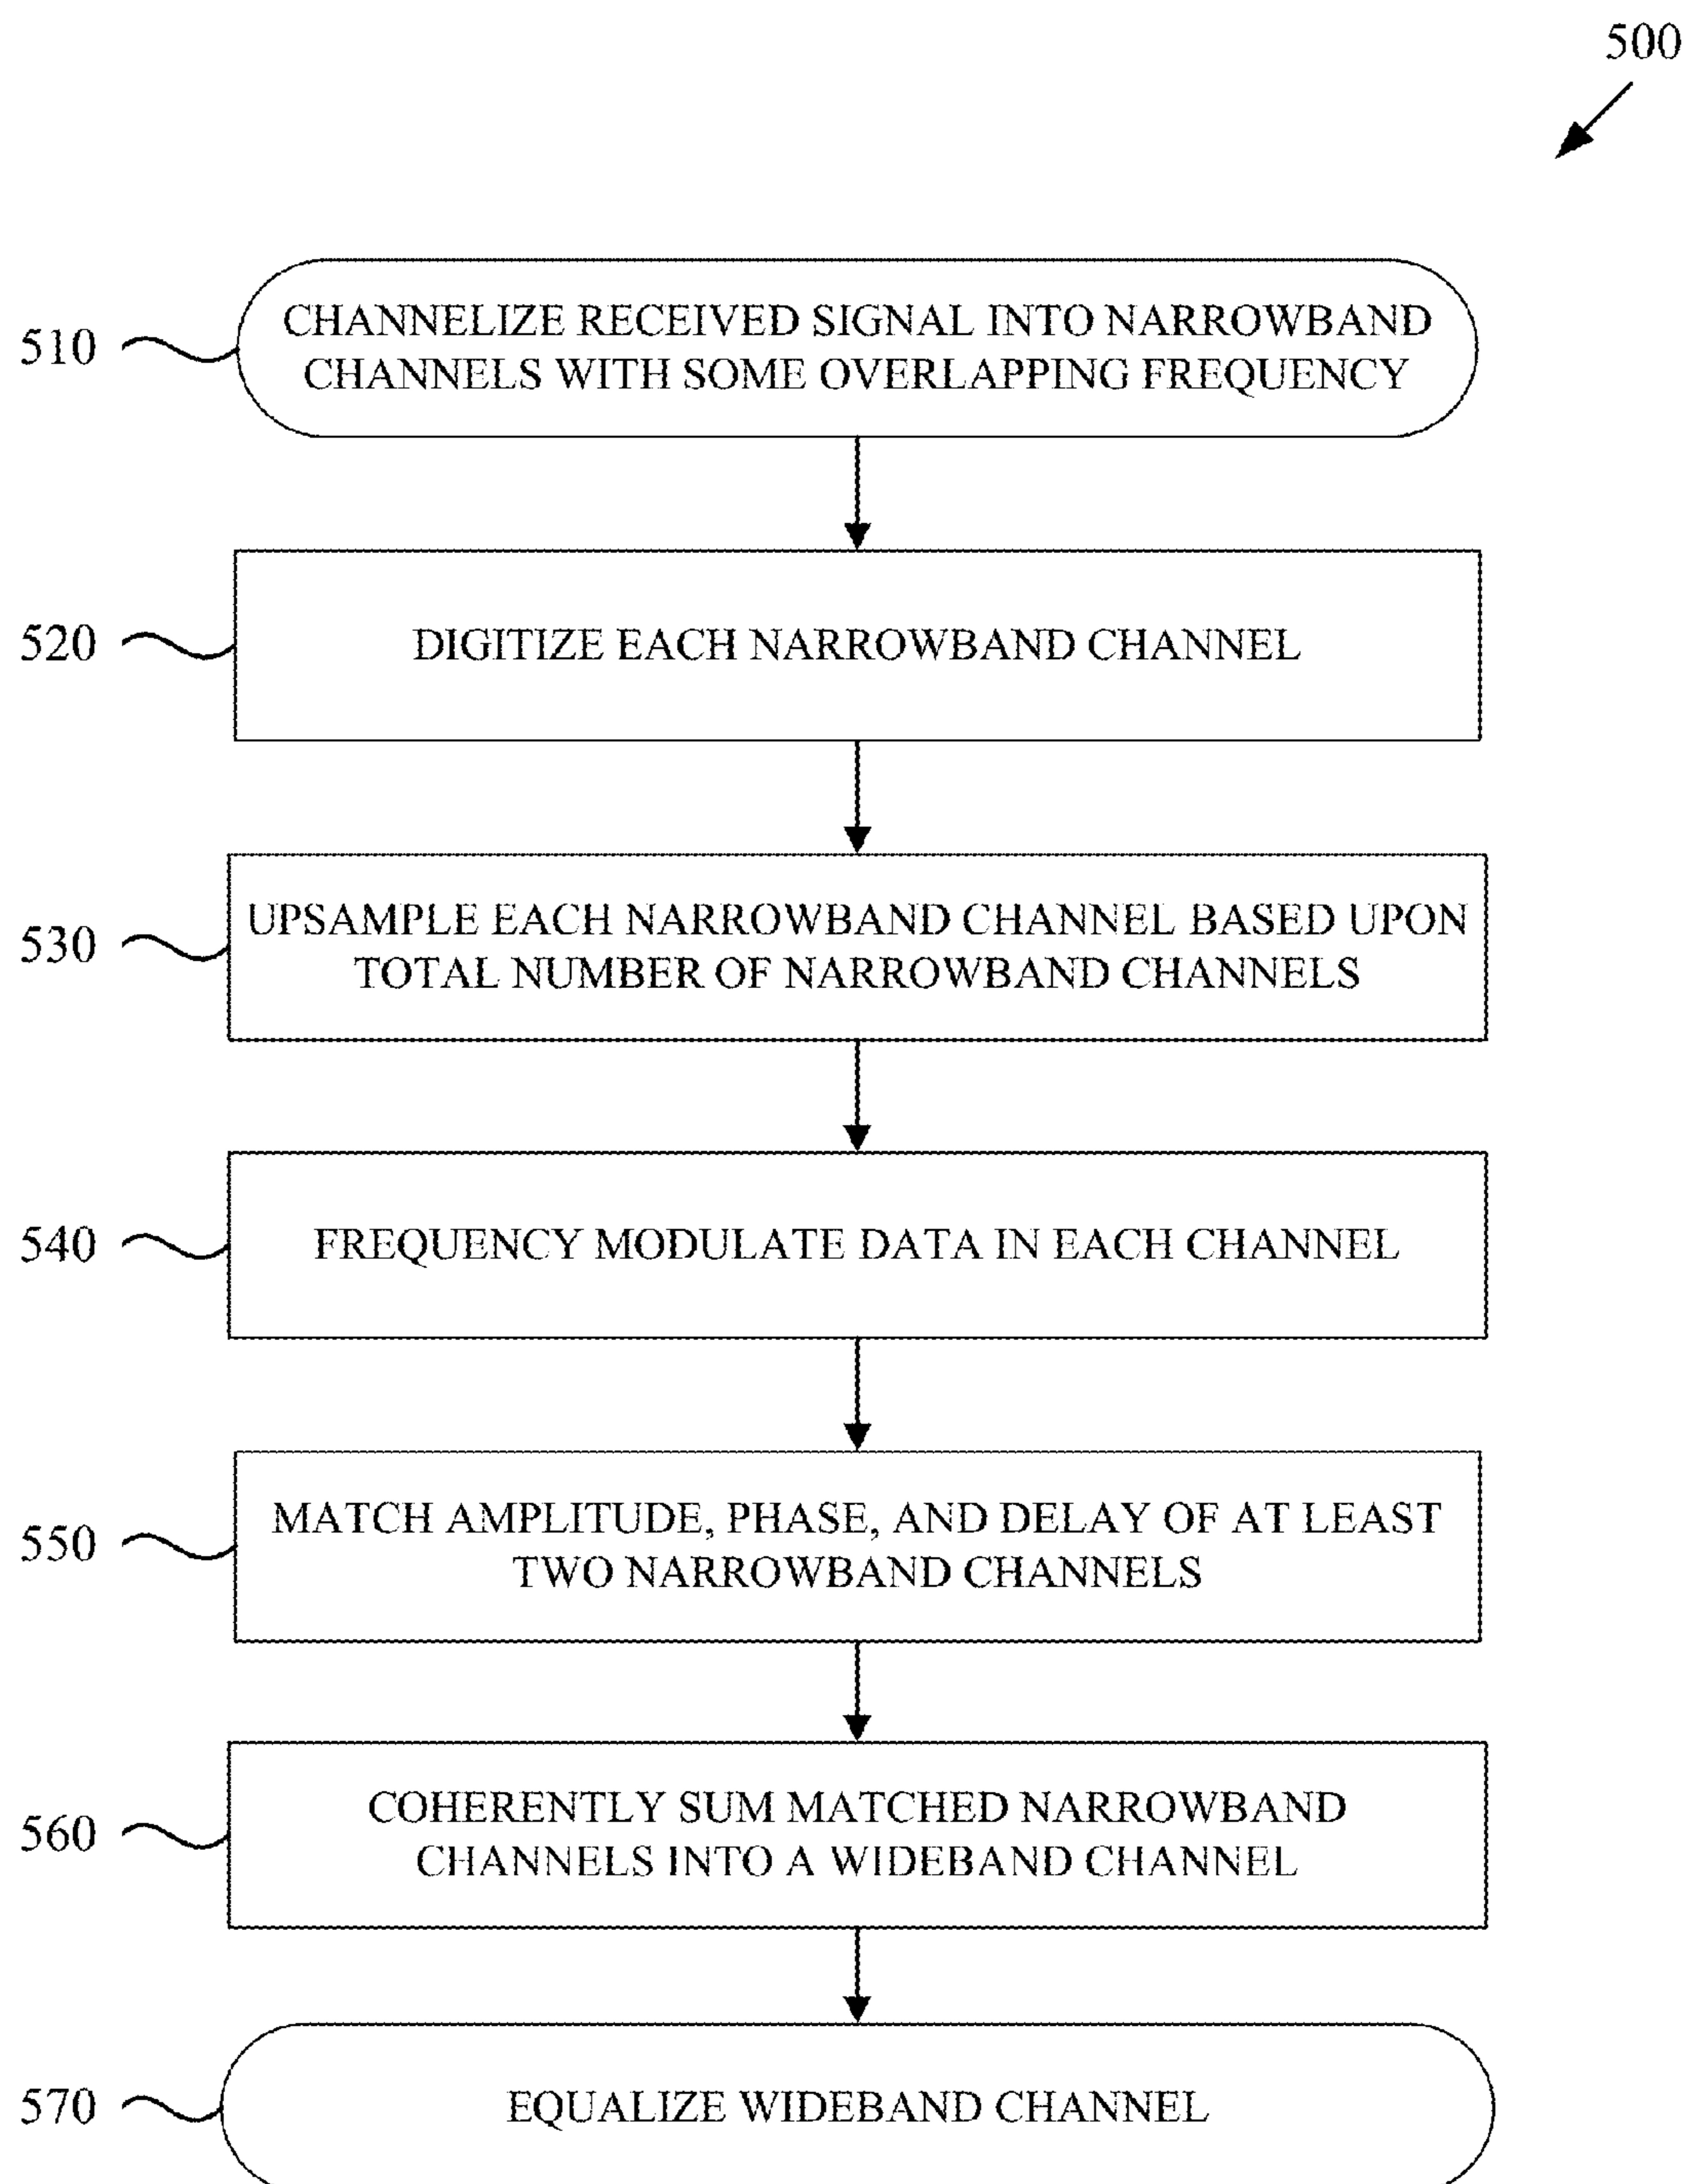 500
510
CHANNELIZE RECEIVED SIGNAL INTO NARROWBAND
CHANNELS WITH SOME OVERLAPPING FREQUENCY
520
DIGITIZE EACH NARROWBAND CHANNEL
530
UPSAMPLE EACH NARROWBAND CHANNEL BASED UPON
TOTAL NUMBER OF NARROWBAND CHANNELS
540
FREQUENCY MODULATE DATA IN EACH CHANNEL
550
MATCH AMPLITUDE, PHASE, AND DELAY OF AT LEAST
TWO NARROWBAND CHANNELS
560
COHERENTLY SUM MATCHED NARROWBAND
CHANNELS INTO A WIDEBAND CHANNEL
570
EQUALIZE WIDEBAND CHANNEL